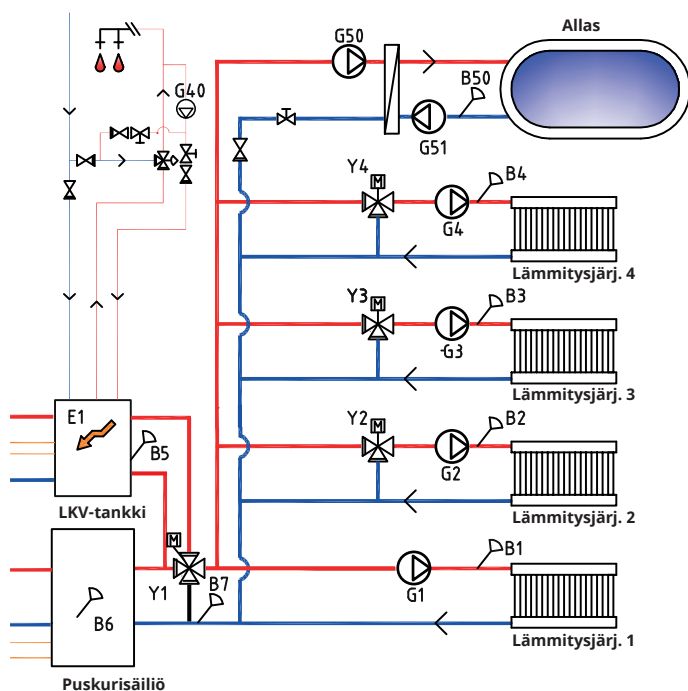 Allas
G50
B50
G40
G51
Y4
B4
G4
Lämmitysjärj. 4
Y3
M
B3
G3
Lämmitysjärj. 3
Y2
M
B2
G2
Lämmitysjärj. 2
E1
B5
LKV-tankki
M
M
Y1
B7
B1
G1
B6
Lämmitysjärj. 1
Puskurisäiliö